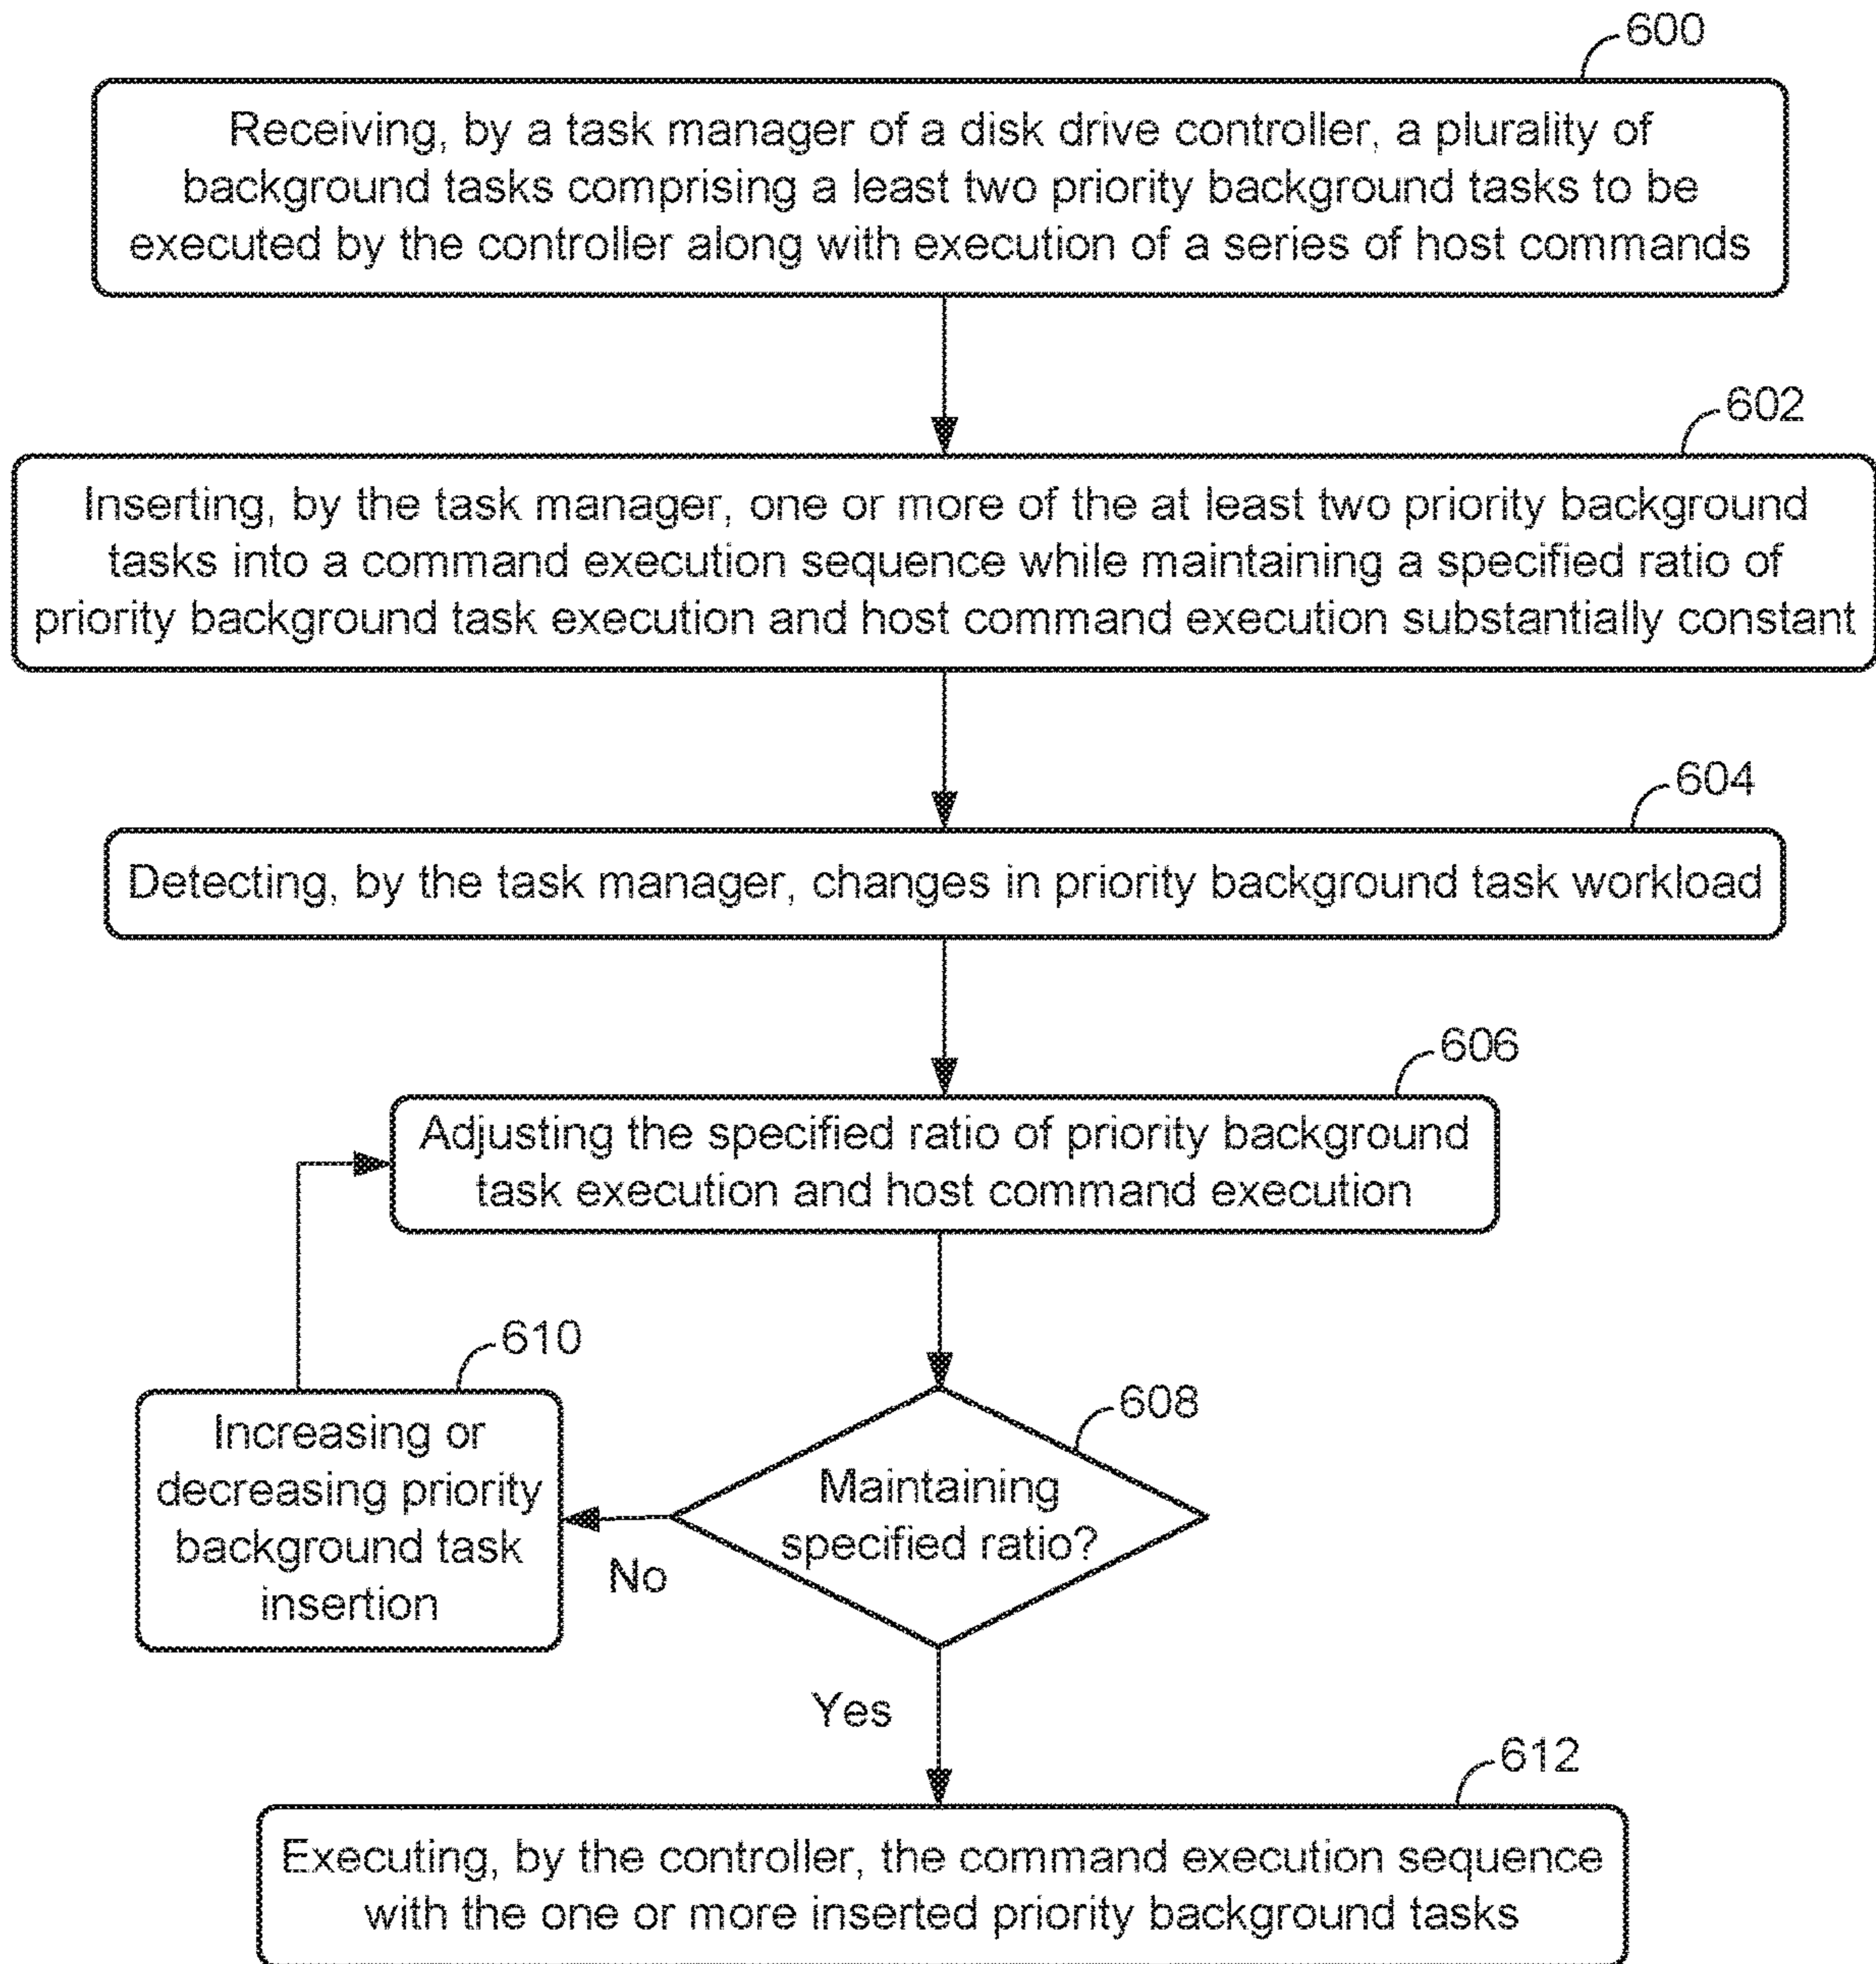 600
Receiving, by a task manager of a disk drive controller, a plurality of
background tasks comprising a least two priority background tasks to be
executed by the controller along with execution of a series of host commands
602
Inserting, by the task manager, one or more of the at least two priority background
tasks into a command execution sequence while maintaining a specified ratio of
priority background task execution and host command execution substantially constant
604
Detecting, by the task manager, changes in priority background task workload
606
Adjusting the specified ratio of priority background
task execution and host command execution
610
Increasing or
decreasing priority
background task
insertion
608
Maintaining
specified ratio?
No
Yes
612
Executing, by the controller, the command execution sequence
with the one or more inserted priority background tasks